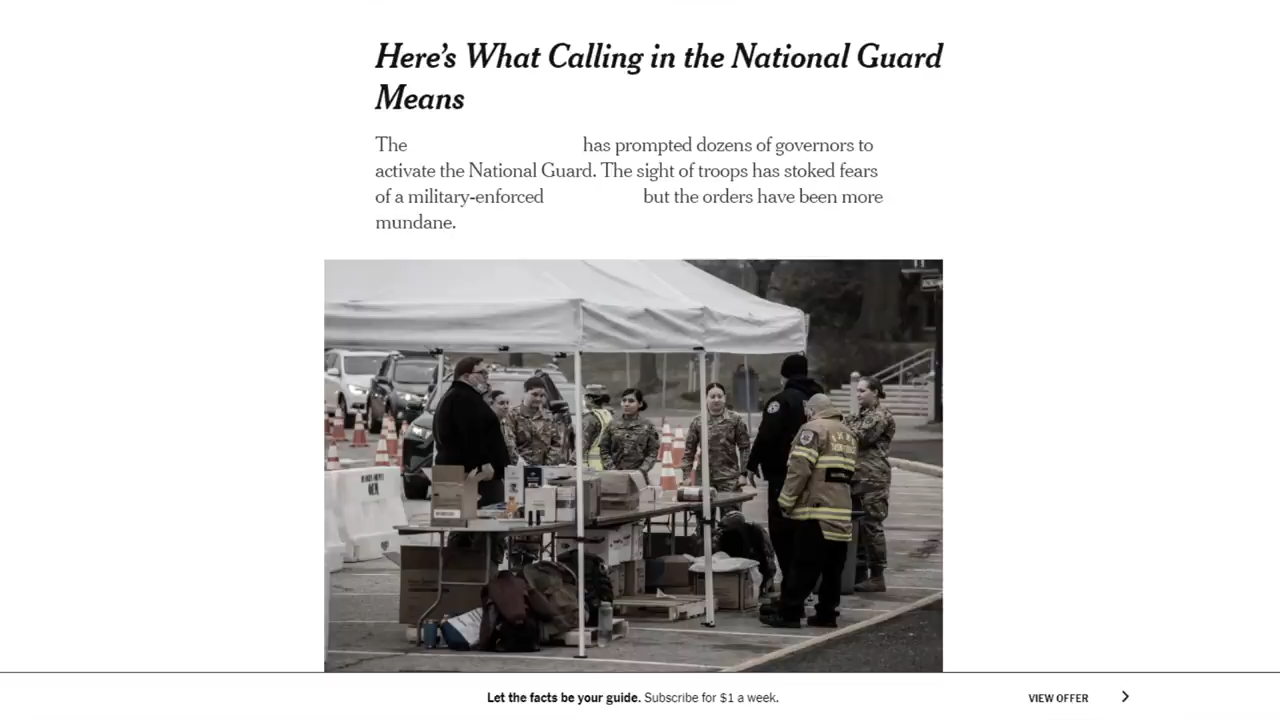 Here's What Calling in the National Guard
Means
The has prompted dozens of governors to
activate the National Guard. The sight of troops has stoked fears
of a military-enforced but the orders have been more
mundane.
Let the facts be your guide. Subscribe for $1 a week.
VIEW OFFER